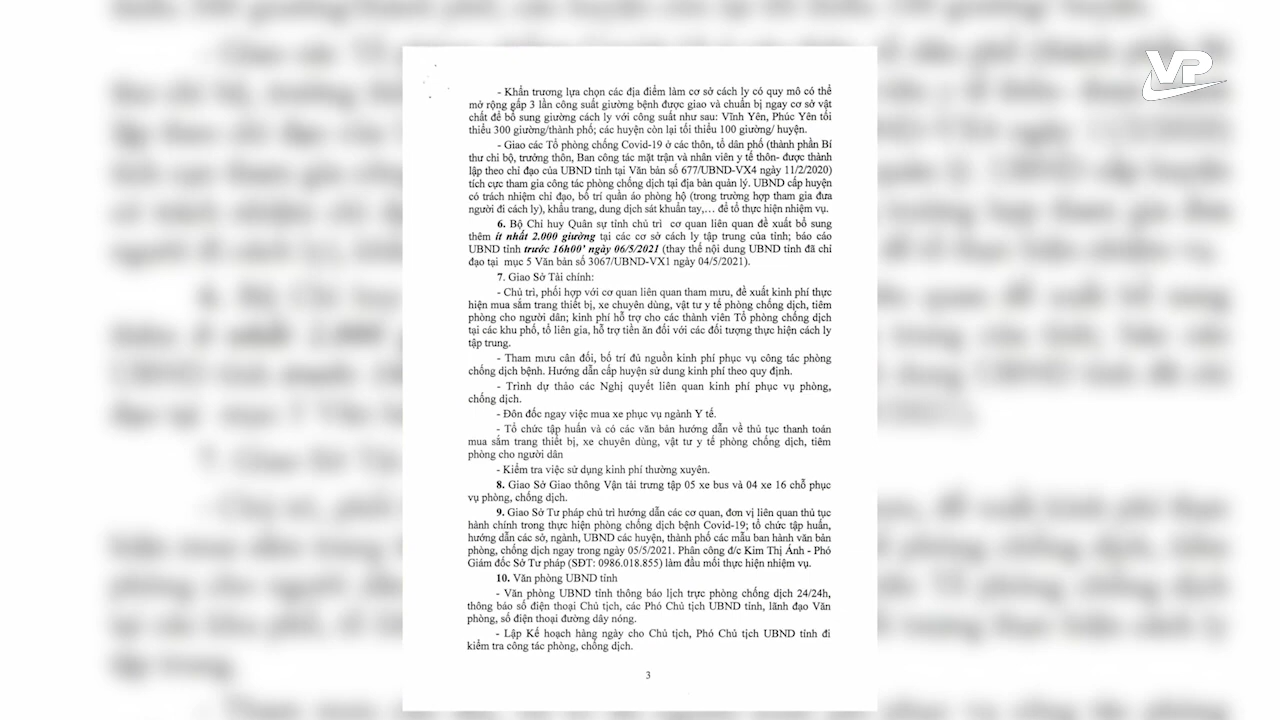 VP
- Khẩn trương lựa chọn các địa điểm làm cơ sở cách ly có quy mô có thể
mở rộng gấp 3 lần công suất giường bệnh được giao và chuẩn bị ngay cơ sở vật
chất để bổ sung giường cách ly với công suất như sau: Vĩnh Yên, Phúc Yên tối
thiểu 300 giường/thành phố; các huyện còn lại tối thiểu 100 giường/ huyện.
- Giao các Tổ phòng chống Covid-19 ở các thôn, tổ dân phố (thành phần Bí
thư chi bộ, trưởng thôn, Ban công tác mặt trận và nhân viên y tế thôn- được thành
lập theo chỉ đạo của UBND tỉnh tại Văn bản số 677/UBND-VX4 ngày 11/2/2020)
tích cực tham gia công tác phòng chống dịch tại địa bàn quản lý. UBND cấp huyện
có trách nhiệm chỉ đạo, bố trí quần áo phòng hộ (trong trường hợp tham gia đưa
người đi cách ly), khẩu trang, dung dịch sát khuẩn tay,… để tổ thực hiện nhiệm vụ.
6. Bộ Chỉ huy Quân sự tỉnh chủ trì cơ quan liên quan đề xuất bổ sung
thêm ít nhất 2.000 giường tại các cơ sở cách ly tập trung của tỉnh; báo cáo
UBND tỉnh trước 16h00' ngày 06/5/2021 (thay thế nội dung UBND tỉnh đã chỉ
đạo tại mục 5 Văn bản số 3067/UBND-VX1 ngày 04/5/2021).
7. Giao Sở Tài chính:
- Chủ trì, phối hợp với cơ quan liên quan tham mưu, đề xuất kinh phí thực
hiện mua sắm trang thiết bị, xe chuyên dùng, vật tư y tế phòng chống dịch, tiêm
phòng cho người dân; kinh phí hỗ trợ cho các thành viên Tổ phòng chống dịch
tại các khu phố, tổ liên gia, hỗ trợ tiền ăn đối với các đối tượng thực hiện cách ly
tập trung.
- Tham mưu cân đối, bố trí đủ nguồn kinh phí phục vụ công tác phòng
chống dịch bệnh. Hướng dẫn cấp huyện sử dung kinh phí theo quy định.
- Trình dự thảo các Nghị quyết liên quan kinh phí phục vụ phòng,
chống dịch.
- Đôn đốc ngay việc mua xe phục vụ ngành Y tế.
- Tổ chức tập huấn và có các văn bản hướng dẫn về thủ tục thanh toán
mua sắm trang thiết bị, xe chuyên dùng, vật tư y tế phòng chống dịch, tiêm
phòng cho người dân
- Kiểm tra việc sử dụng kinh phí thường xuyên.
8. Giao Sở Giao thông Vận tải trưng tập 05 xe bus và 04 xe 16 chỗ phục
vụ phòng, chống dịch.
9. Giao Sở Tư pháp chủ trì hướng dẫn các cơ quan, đơn vị liên quan thủ tục
hành chính trong thực hiện phòng chống dịch bệnh Covid-19; tổ chức tập huấn,
hướng dẫn các sở, ngành, UBND các huyện, thành phố các mẫu ban hành văn bản
phòng, chống dịch ngay trong ngày 05/5/2021. Phân công đ/c Kim Thị Ánh - Phó
Giám đốc Sở Tư pháp (SĐT: 0986.018.855) làm đầu mối thực hiện nhiệm vụ.
10. Văn phòng UBND tỉnh
- Văn phòng UBND tỉnh thông báo lịch trực phòng chống dịch 24/24h,
thông báo số điện thoại Chủ tịch, các Phó Chủ tịch UBND tỉnh, lãnh đạo Văn
phòng, số điện thoại đường dây nóng.
- Lập Kế hoạch hàng ngày cho Chủ tịch, Phó Chủ tịch UBND tỉnh đi
kiểm tra công tác phòng, chống dịch.
3